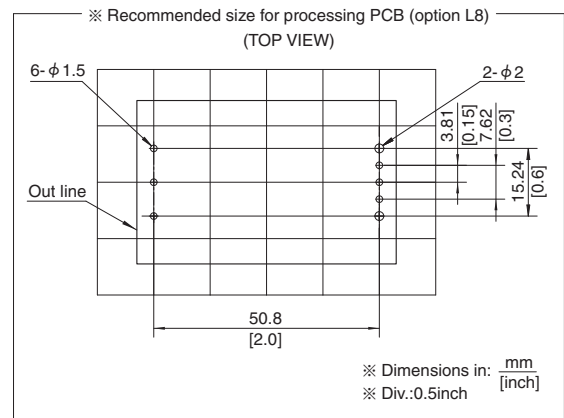 ※ Recommended size for processing PCB (option L8)
(TOP VIEW)
6-φ1.5
2-φ2
3.81
[0.15]
7.62
[0.3]
15.24
[0.6]
Out line
50.8
[2.0]
※ Dimensions in: mm
[inch]
※ Div.:0.5inch